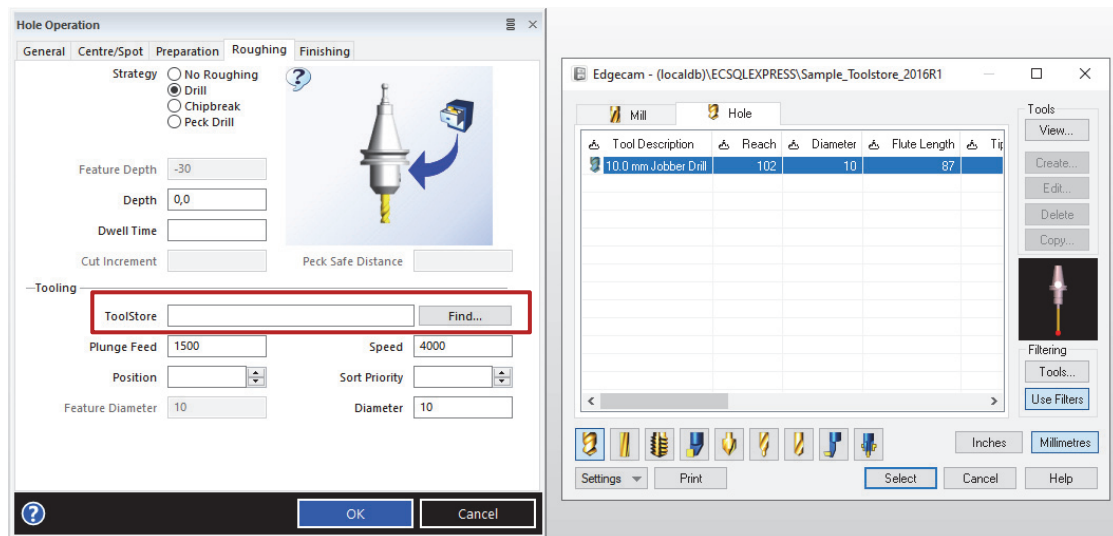 Hole Operation
General Centre/Spot Preparation Roughing Finishing
Strategy No Roughing
Drill
Chipbreak
Peck Drill
Feature Depth -30
Depth 0,0
Dwell Time
Cut Increment Peck Safe Distance
Tooling
ToolStore Find...
Plunge Feed 1500 Speed 4000
Position Sort Priority
Feature Diameter 10 Diameter 10
OK Cancel
Edgecam - (localdb)\ECSQLEXPRESS\Sample_Toolstore_2016R1
Mill Hole
Tool Description Reach Diameter Flute Length Tip
10.0 mm Jobber Drill 102 10 87
Tools
View...
Create...
Edit...
Delete
Copy...
Filtering
Tools...
Use Filters
Inches Millimetres
Settings Print Select Cancel Help